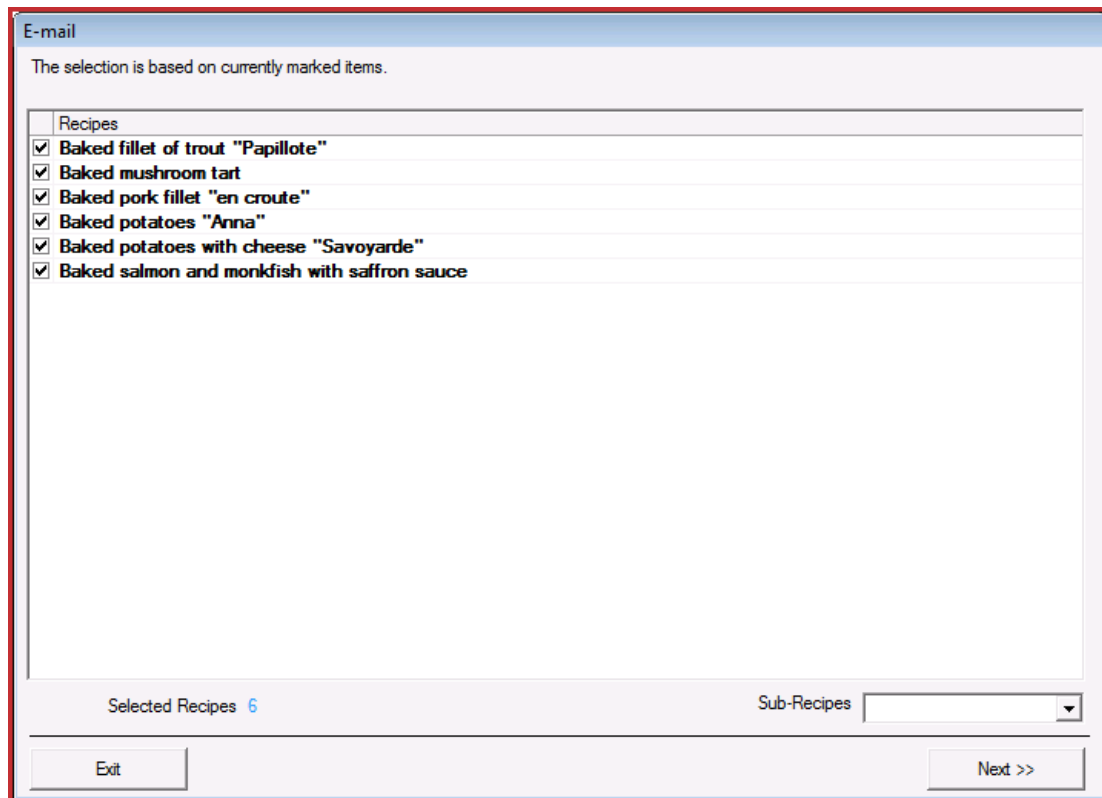 E-mail
The selection is based on currently marked items.
Recipes
Baked fillet of trout "Papillote"
Baked mushroom tart
Baked pork fillet "en croute"
Baked potatoes "Anna"
Baked potatoes with cheese "Savoyarde"
Baked salmon and monkfish with saffron sauce
Selected Recipes 6 Sub-Recipes
Exit Next >>